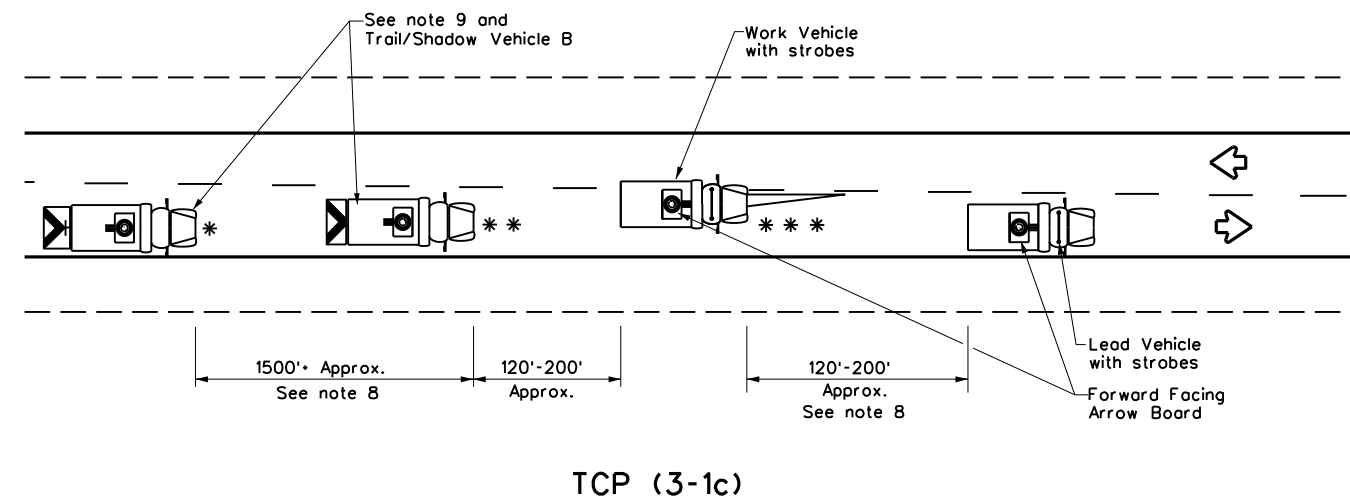 See note 9 and
Trail/Shadow Vehicle B
Work Vehicle
with strobes
*
* *
* * *
1500'+ Approx.
See note 8
120'-200'
Approx.
120'-200'
Approx.
See note 8
Lead Vehicle
with strobes
Forward Facing
Arrow Board
TCP (3-1c)